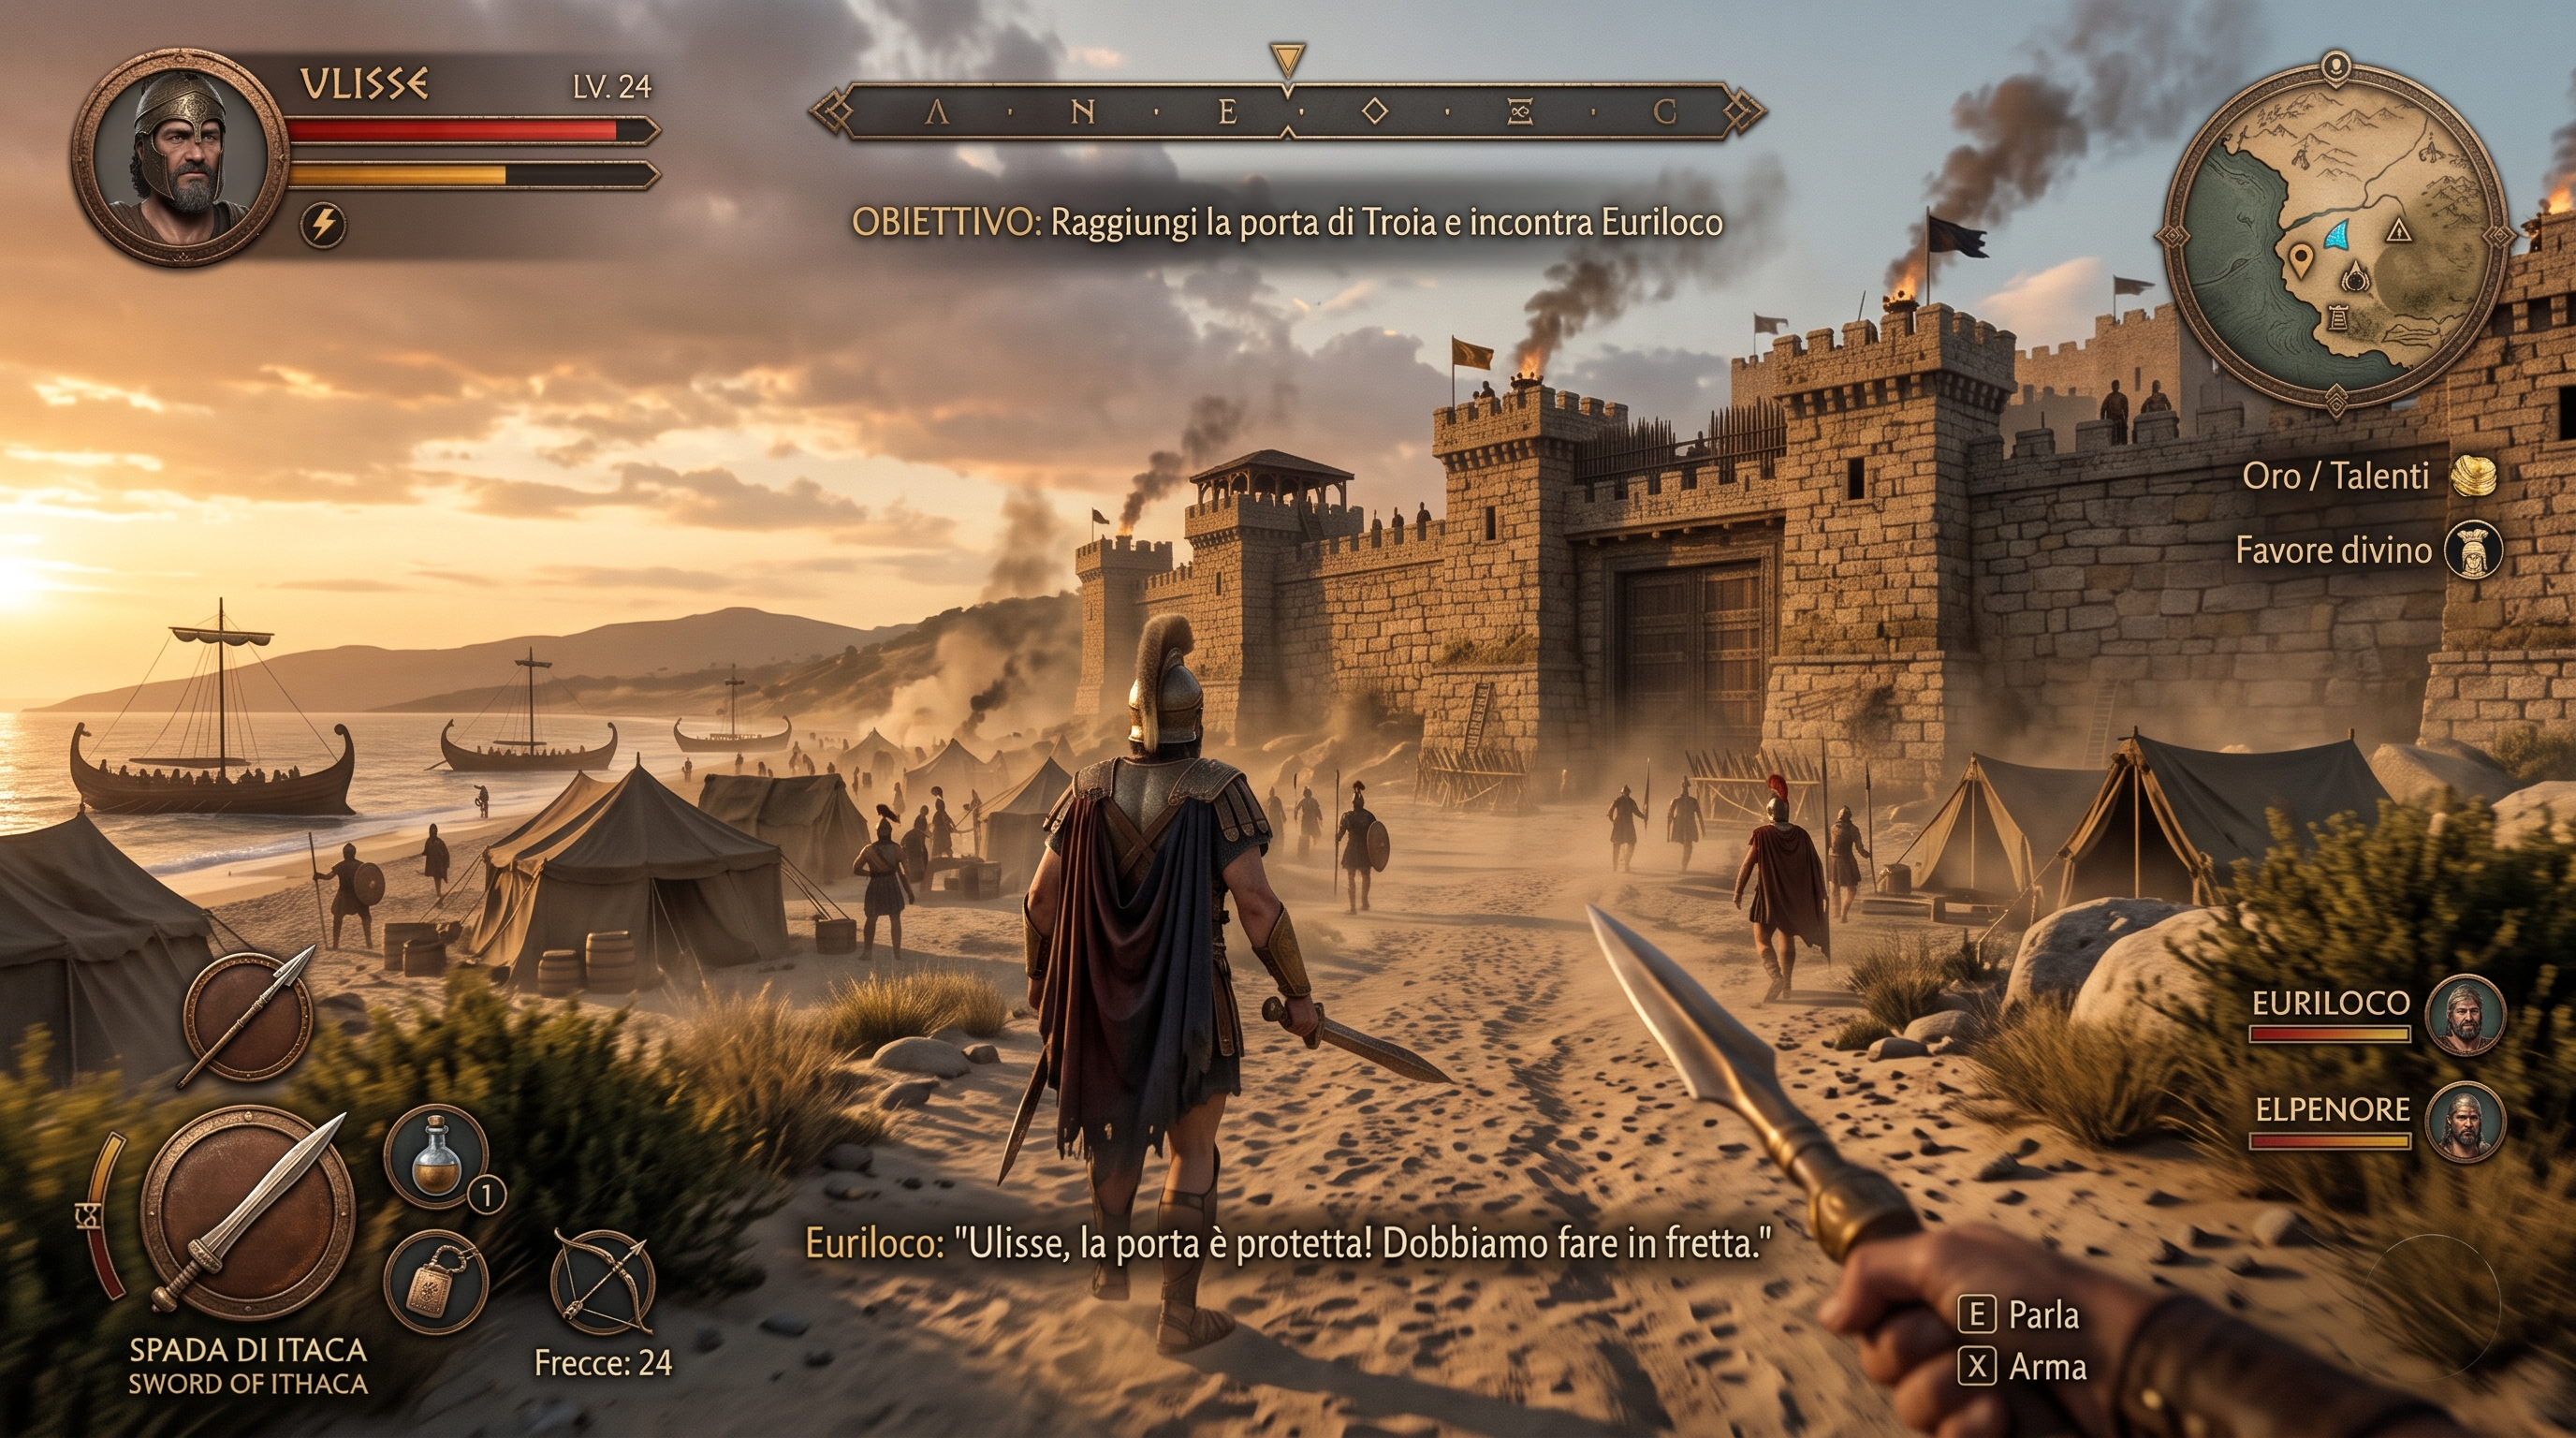 ULISSE
LV. 24
Λ · N · E · ◇ · · C
OBIETTIVO: Raggiungi la porta di Troia e incontra Euriloco
Oro / Talenti
Favore divino
EURILOCO
ELPENORE
1
Euriloco: "Ulisse, la porta è protetta! Dobbiamo fare in fretta."
E Parla
X Arma
SPADA DI ITACA
SWORD OF ITHACA
Frecce: 24